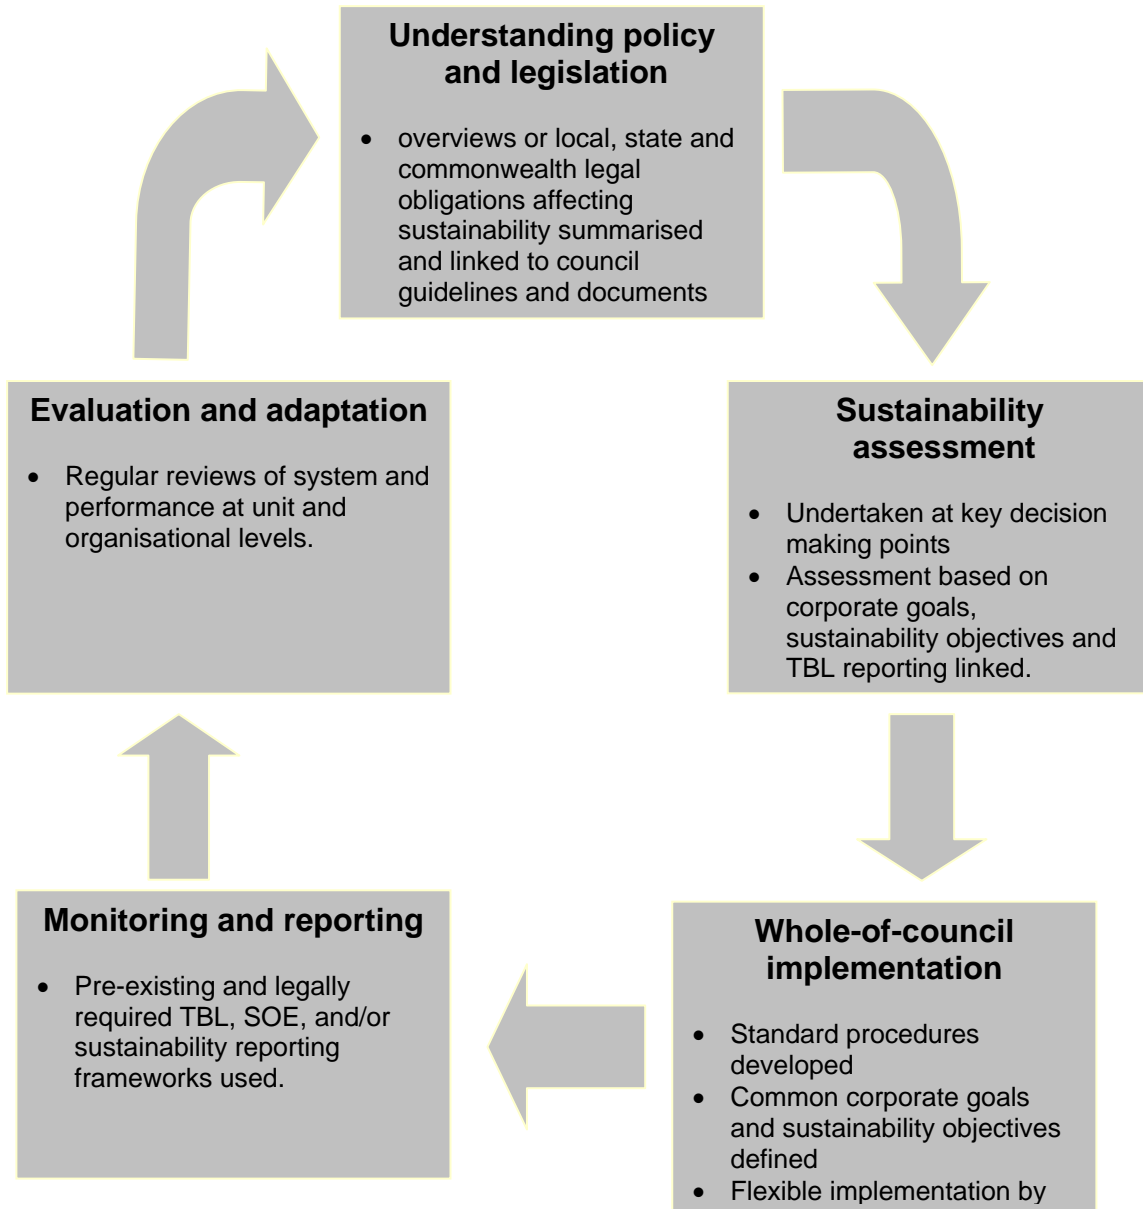 Understanding policy
and legislation
• overviews or local, state and
commonwealth legal
obligations affecting
sustainability summarised
and linked to council
guidelines and documents
Sustainability
assessment
• Undertaken at key decision
making points
• Assessment based on
corporate goals,
sustainability objectives and
TBL reporting linked.
Whole-of-council
implementation
• Standard procedures
developed
• Common corporate goals
and sustainability objectives
defined
• Flexible implementation by
Monitoring and reporting
• Pre-existing and legally
required TBL, SOE, and/or
sustainability reporting
frameworks used.
Evaluation and adaptation
• Regular reviews of system and
performance at unit and
organisational levels.